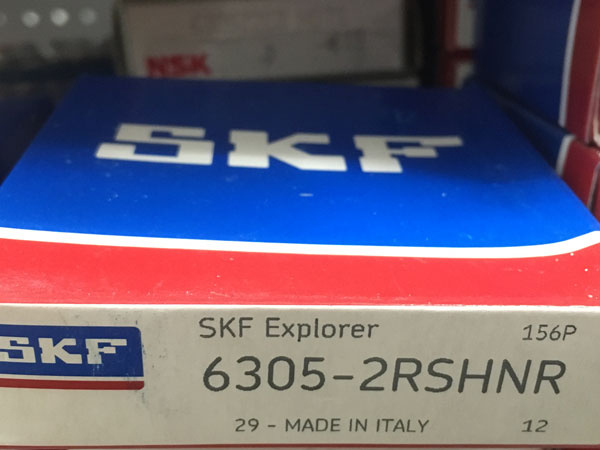 NSK
SKF
SKF Explorer
156P
SKF
6305-2RSHNR
29 - MADE IN ITALY
12